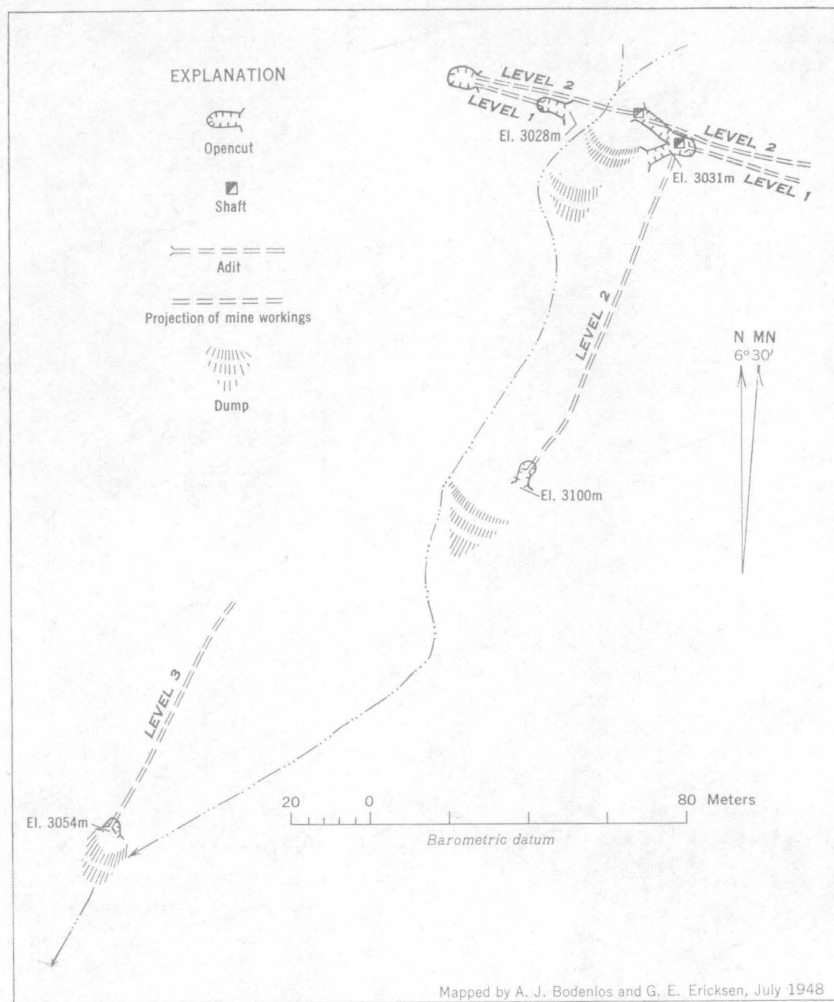 EXPLANATION
Opencut
Shaft
Adit
Projection of mine workings
Dump
LEVEL 2
LEVEL 1
El. 3028m
LEVEL 2
LEVEL 1
El. 3031m
LEVEL 2
N MN
6°30'
El. 3100m
LEVEL 3
El. 3054m
20 0 80 Meters
Barometric datum
Mapped by A. J. Bodenlos and G. E. Ericksen, July 1948